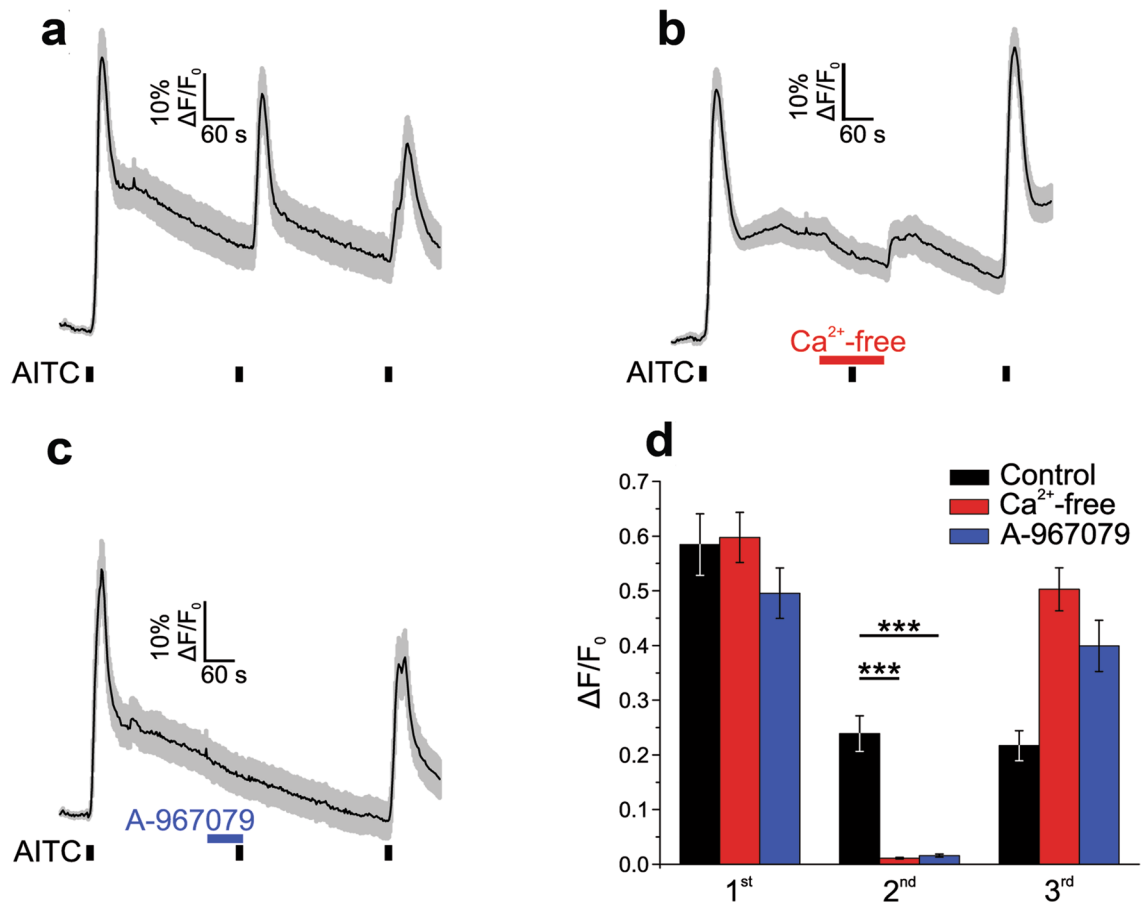 a
10%
ΔF/F₀
60 s
AITC
b
10%
ΔF/F₀
60 s
Ca²⁺-free
AITC
c
10%
ΔF/F₀
60 s
A-967079
AITC
d
Control
Ca²⁺-free
A-967079
ΔF/F₀
0.7
0.6
0.5
0.4
0.3
0.2
0.1
0.0
***
***
1ˢᵗ 2ⁿᵈ 3ʳᵈ